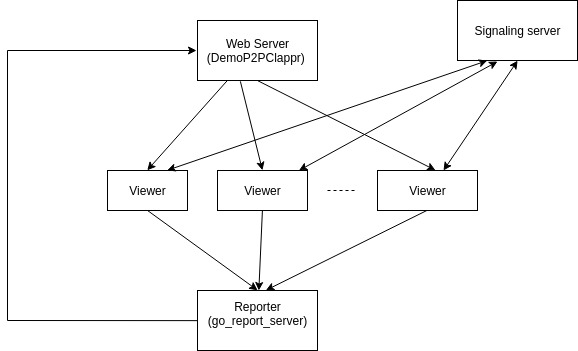 Web Server
(DemoP2PClappr)
Signaling server
Viewer
Viewer
-----
Viewer
Reporter
(go_report_server)